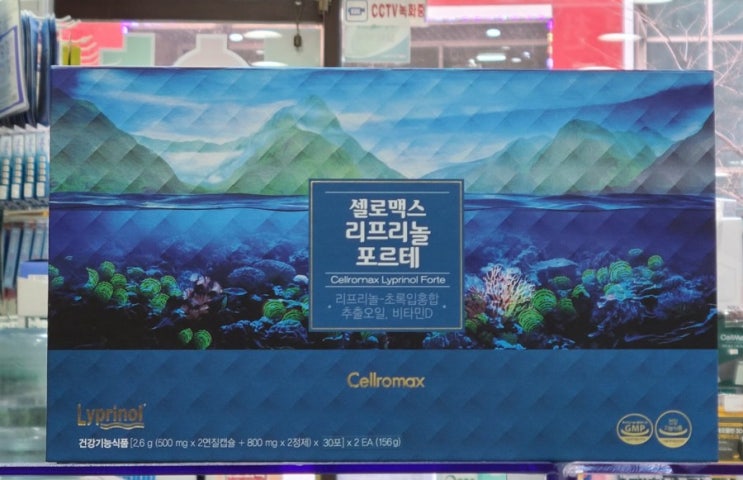 CCTV녹화중
셀로맥스
리프리놀
포르테
Cellromax Lyprinol Forte
리프리놀-초록입홍합
추출오일, 비타민D
Cellromax
Lyprinol
건강기능식품 [2.6 g (500 mg x 2연질캡슐 + 800 mg x 2정제) x 30포] x 2 EA (156 g)
GMP